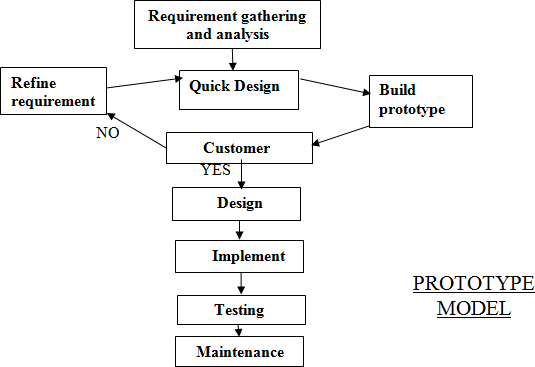 Requirement gathering
and analysis
Refine
requirement
Quick Design
Build
prototype
NO
Customer
YES
Design
Implement
Testing
Maintenance
PROTOTYPE
MODEL